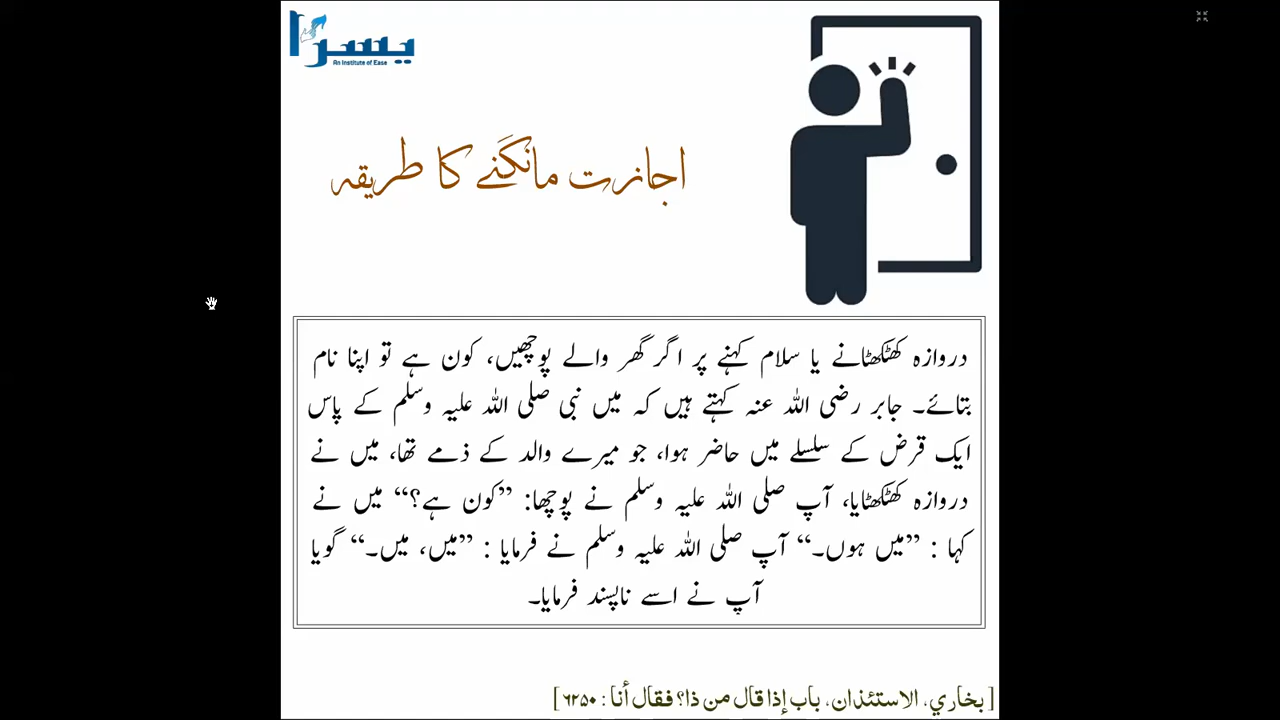 یسرا
An Institute of Ease
اجازت مانگنے کا طریقہ
دروازہ کھٹکھٹانے یا سلام کہنے پر اگر گھر والے پوچھیں، کون ہے تو اپنا نام
بتائے۔ جابر رضی اللہ عنہ کہتے ہیں کہ میں نبی صلی اللہ علیہ وسلم کے پاس
ایک قرض کے سلسلے میں حاضر ہوا، جو میرے والد کے ذمے تھا، میں نے
دروازہ کھٹکھٹایا، آپ صلی اللہ علیہ وسلم نے پوچھا: ”کون ہے؟“ میں نے
کہا : ”میں ہوں۔“ آپ صلی اللہ علیہ وسلم نے فرمایا : ”میں، میں۔“ گویا
آپ نے اسے ناپسند فرمایا۔
[بخاري، الاستئذان، باب إذا قال من ذا؟ فقال أنا : ٦٢٥٠]